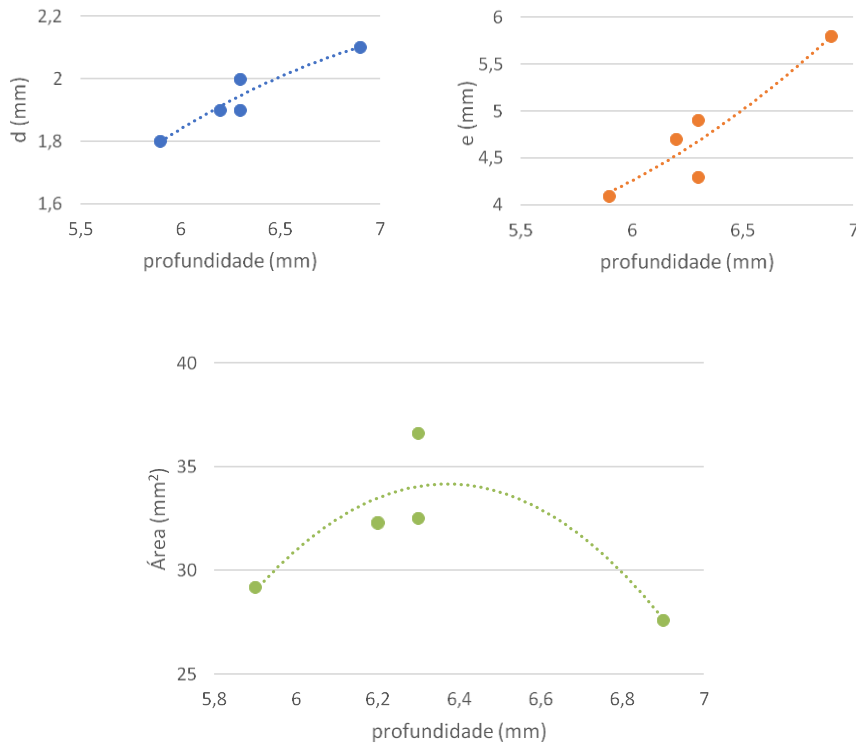 2,2
2
1,8
1,6
d (mm)
5,5 6 6,5 7
profundidade (mm)
6
5,5
5
4,5
4
e (mm)
5,5 6 6,5 7
profundidade (mm)
40
35
30
25
Área (mm²)
5,8 6 6,2 6,4 6,6 6,8 7
profundidade (mm)